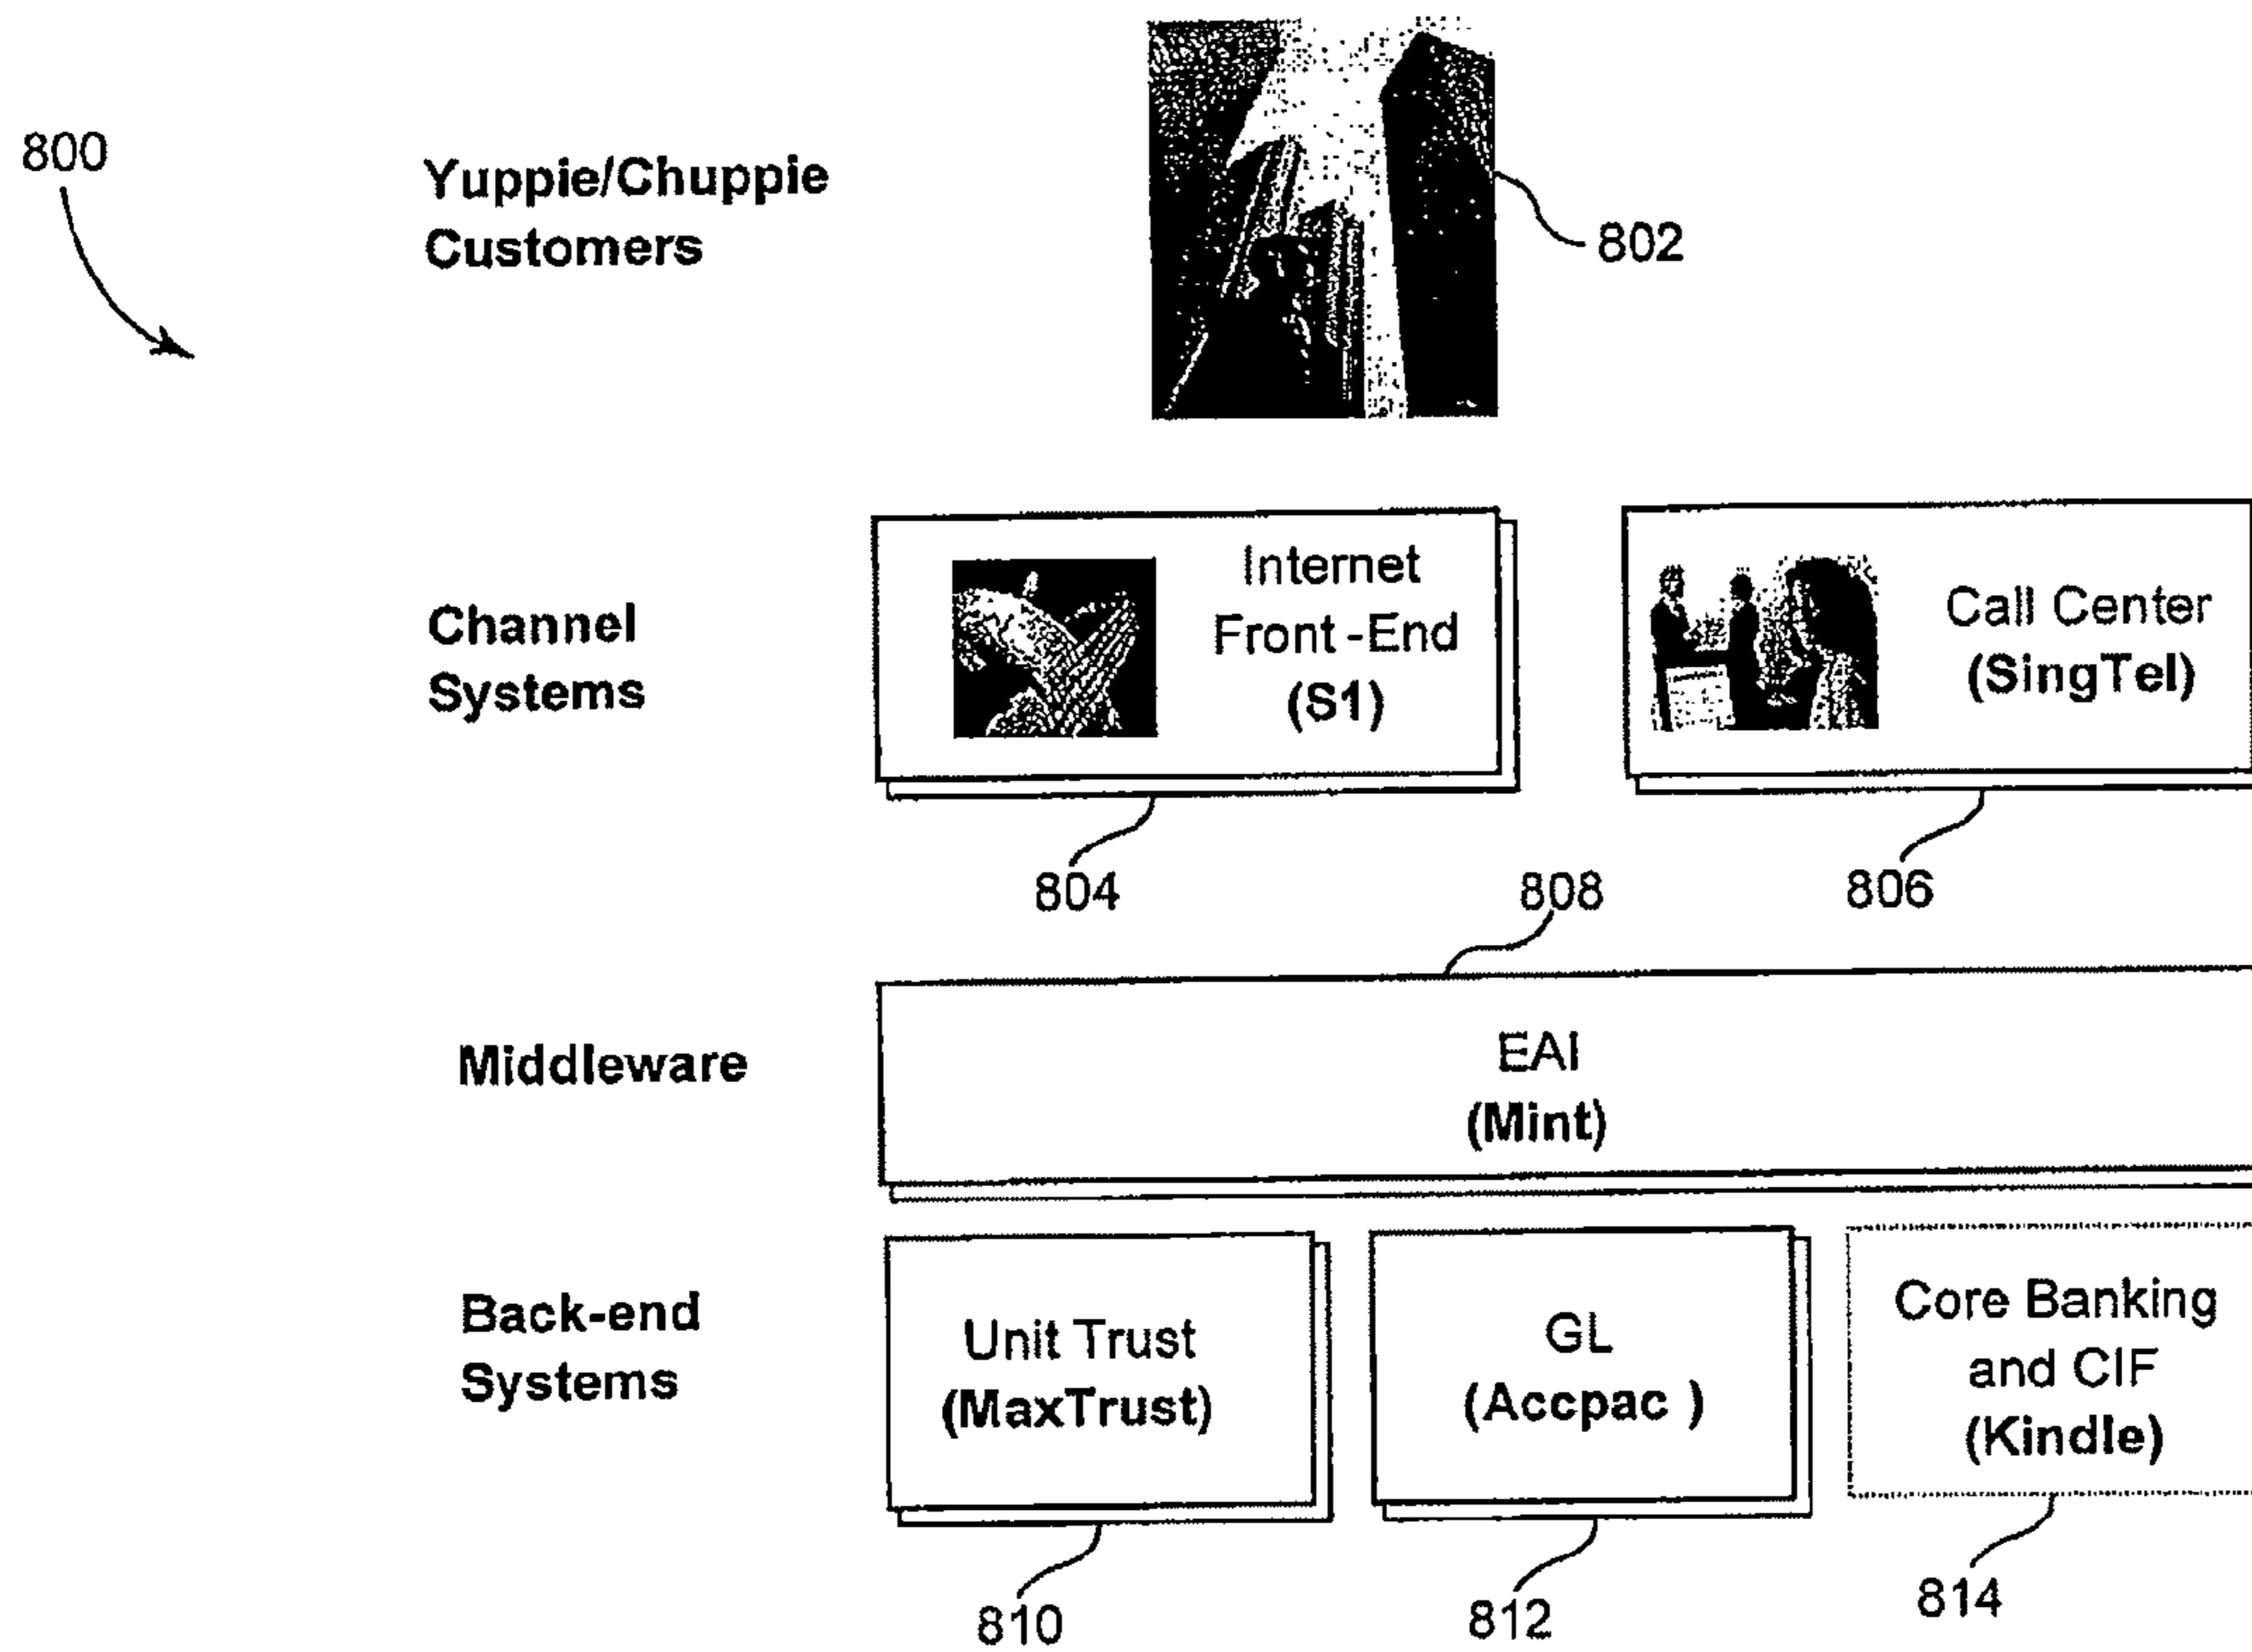 800
Yuppie/Chuppie
Customers
802
Channel
Systems
Internet
Front-End
(S1)
Call Center
(SingTel)
804
808
806
Middleware
EAI
(Mint)
Back-end
Systems
Unit Trust
(MaxTrust)
GL
(Accpac )
Core Banking
and CIF
(Kindle)
810
812
814